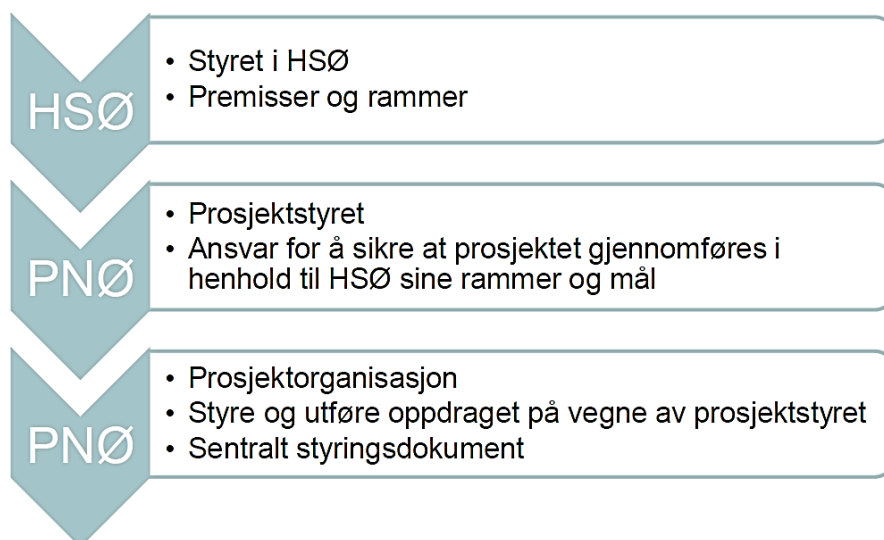 HSØ
• Styret i HSØ
• Premisser og rammer
PNØ
• Prosjektstyret
• Ansvar for å sikre at prosjektet gjennomføres i
henhold til HSØ sine rammer og mål
PNØ
• Prosjektorganisasjon
• Styre og utføre oppdraget på vegne av prosjektstyret
• Sentralt styringsdokument